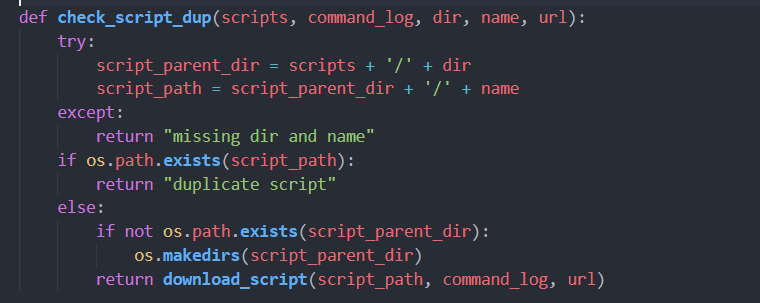 def check_script_dup(scripts, command_log, dir, name, url):
    try:
        script_parent_dir = scripts + '/' + dir
        script_path = script_parent_dir + '/' + name
    except:
        return "missing dir and name"
    if os.path.exists(script_path):
        return "duplicate script"
    else:
        if not os.path.exists(script_parent_dir):
            os.makedirs(script_parent_dir)
        return download_script(script_path, command_log, url)